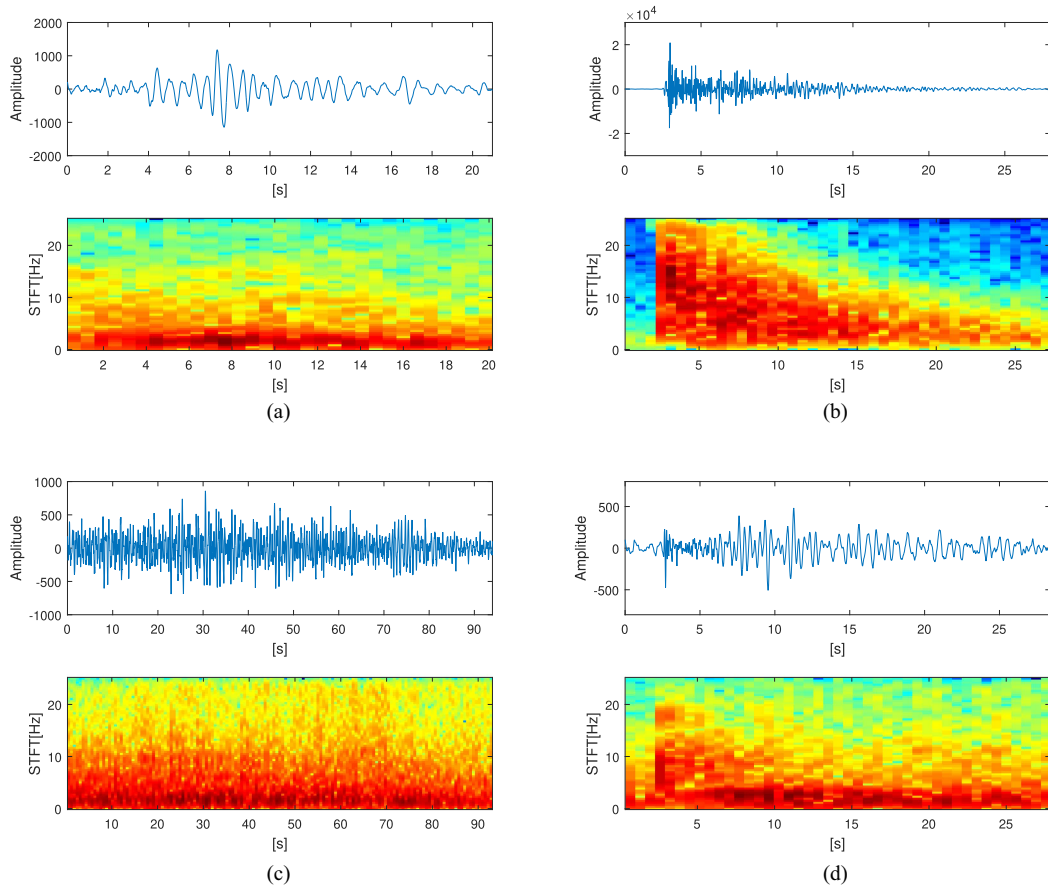 2000
1000
0
-1000
-2000
Amplitude
0 2 4 6 8 10 12 14 16 18 20
[s]
20
10
0
STFT[Hz]
2 4 6 8 10 12 14 16 18 20
[s]
(a)
×10⁴
2
0
-2
Amplitude
0 5 10 15 20 25
[s]
20
10
0
STFT[Hz]
5 10 15 20 25
[s]
(b)
1000
500
0
-500
-1000
Amplitude
0 10 20 30 40 50 60 70 80 90
[s]
20
10
0
STFT[Hz]
10 20 30 40 50 60 70 80 90
[s]
(c)
500
0
-500
Amplitude
0 5 10 15 20 25
[s]
20
10
0
STFT[Hz]
5 10 15 20 25
[s]
(d)